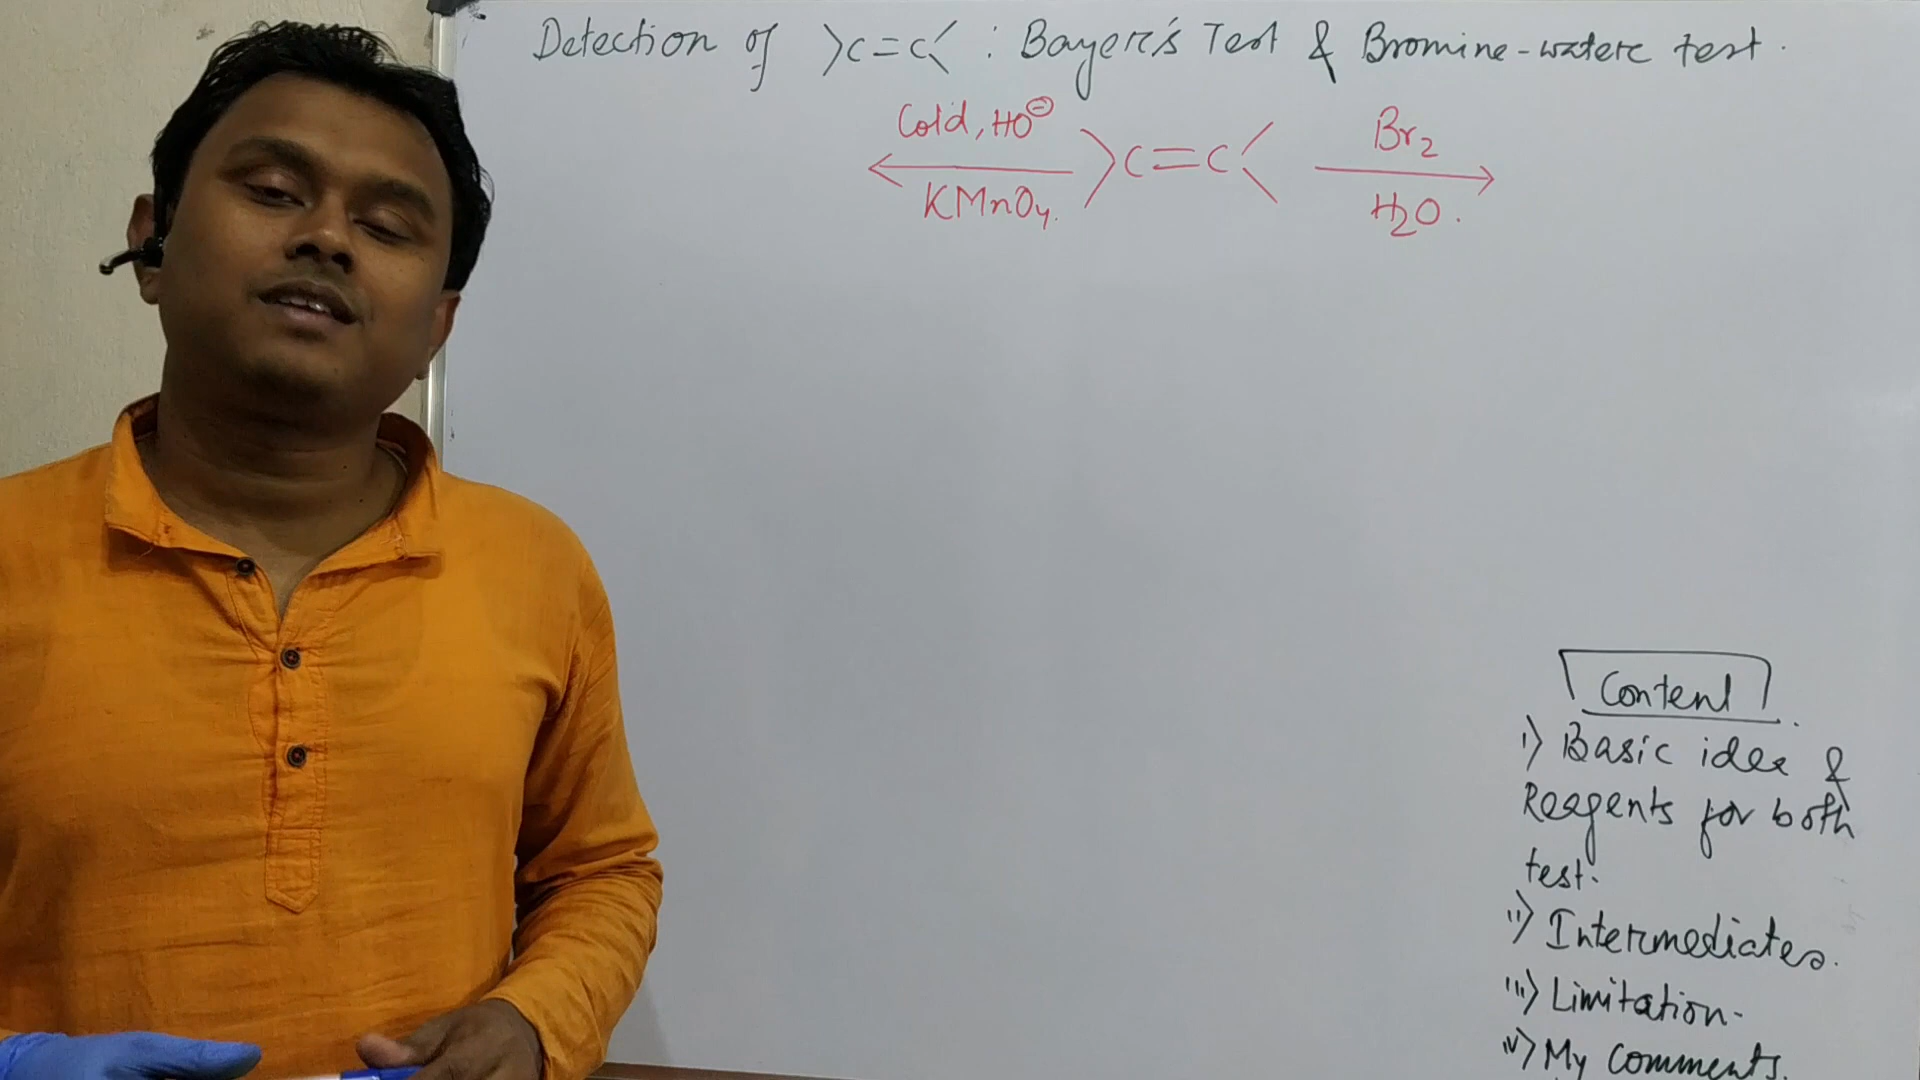 Detection of >C=C< : Bayer's Test & Bromine-water test.
Cold, HO⊖
KMnO4.
>C=C<
Br2
H2O.
Content
i) Basic idea &
Reagents for both
test.
ii) Intermediates.
iii) Limitation.
iv) My comments.